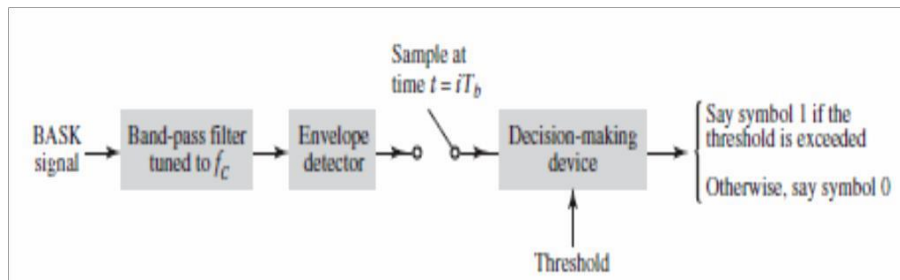 Sample at
time t = iT_b
BASK
signal
Band-pass filter
tuned to f_c
Envelope
detector
Decision-making
device
Say symbol 1 if the
threshold is exceeded
Otherwise, say symbol 0
Threshold